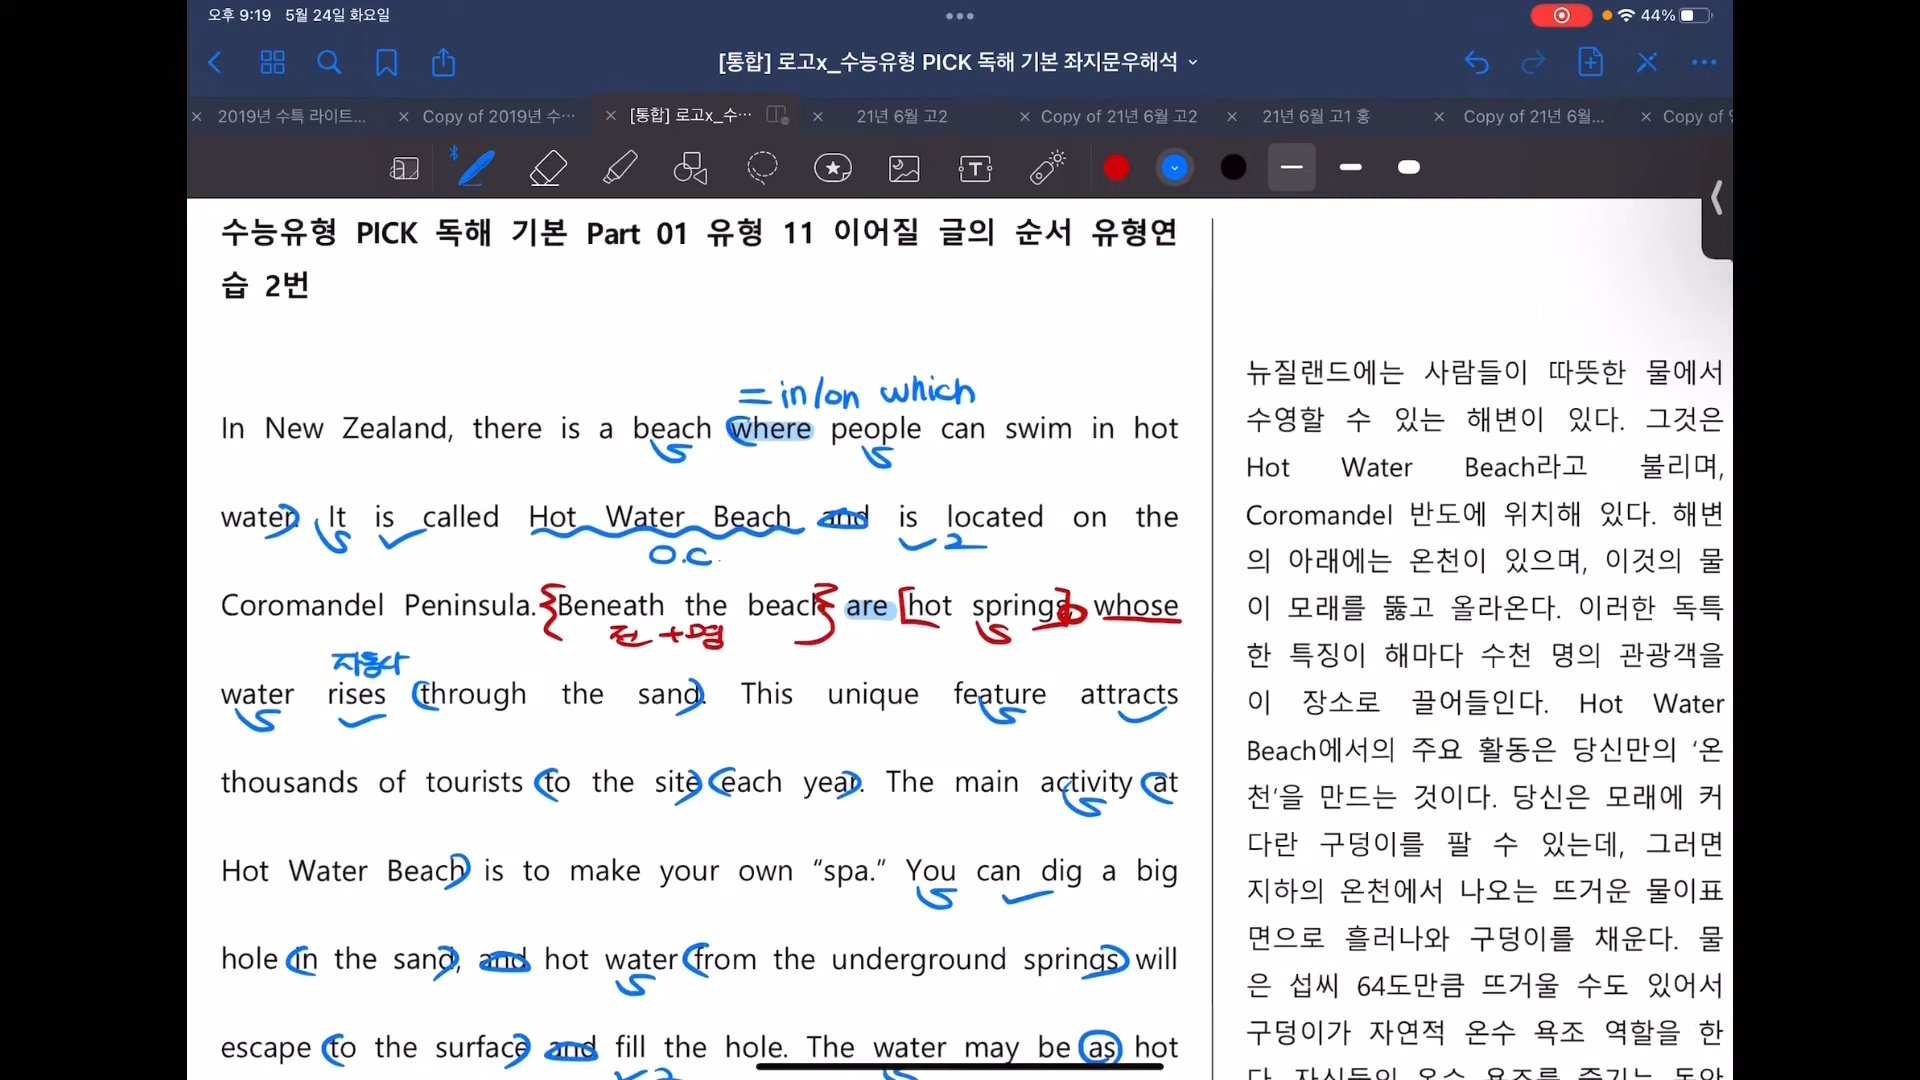 오후 9:19 5월 24일 화요일
44%
[통합] 로고x_수능유형 PICK 독해 기본 좌지문우해석
2019년 수특 라이트...
Copy of 2019년 수...
[통합] 로고x_수...
21년 6월 고2
Copy of 21년 6월 고2
21년 6월 고1 홍
Copy of 21년 6월...
Copy of
수능유형 PICK 독해 기본 Part 01 유형 11 이어질 글의 순서 유형연
습 2번
= in/on which
In New Zealand, there is a beach where people can swim in hot
S S
water. It is called Hot Water Beach and is located on the
S O.C 2
Coromandel Peninsula. Beneath the beach are hot springs whose
전+명 S
자동사
water rises through the sand. This unique feature attracts
S S
thousands of tourists to the site each year. The main activity at
S
Hot Water Beach is to make your own “spa.” You can dig a big
S
hole in the sand, and hot water from the underground springs will
S
escape to the surface and fill the hole. The water may be as hot
2
뉴질랜드에는 사람들이 따뜻한 물에서
수영할 수 있는 해변이 있다. 그것은
Hot Water Beach라고 불리며,
Coromandel 반도에 위치해 있다. 해변
의 아래에는 온천이 있으며, 이것의 물
이 모래를 뚫고 올라온다. 이러한 독특
한 특징이 해마다 수천 명의 관광객을
이 장소로 끌어들인다. Hot Water
Beach에서의 주요 활동은 당신만의 ‘온
천’을 만드는 것이다. 당신은 모래에 커
다란 구덩이를 팔 수 있는데, 그러면
지하의 온천에서 나오는 뜨거운 물이표
면으로 흘러나와 구덩이를 채운다. 물
은 섭씨 64도만큼 뜨거울 수도 있어서
구덩이가 자연적 온수 욕조 역할을 한